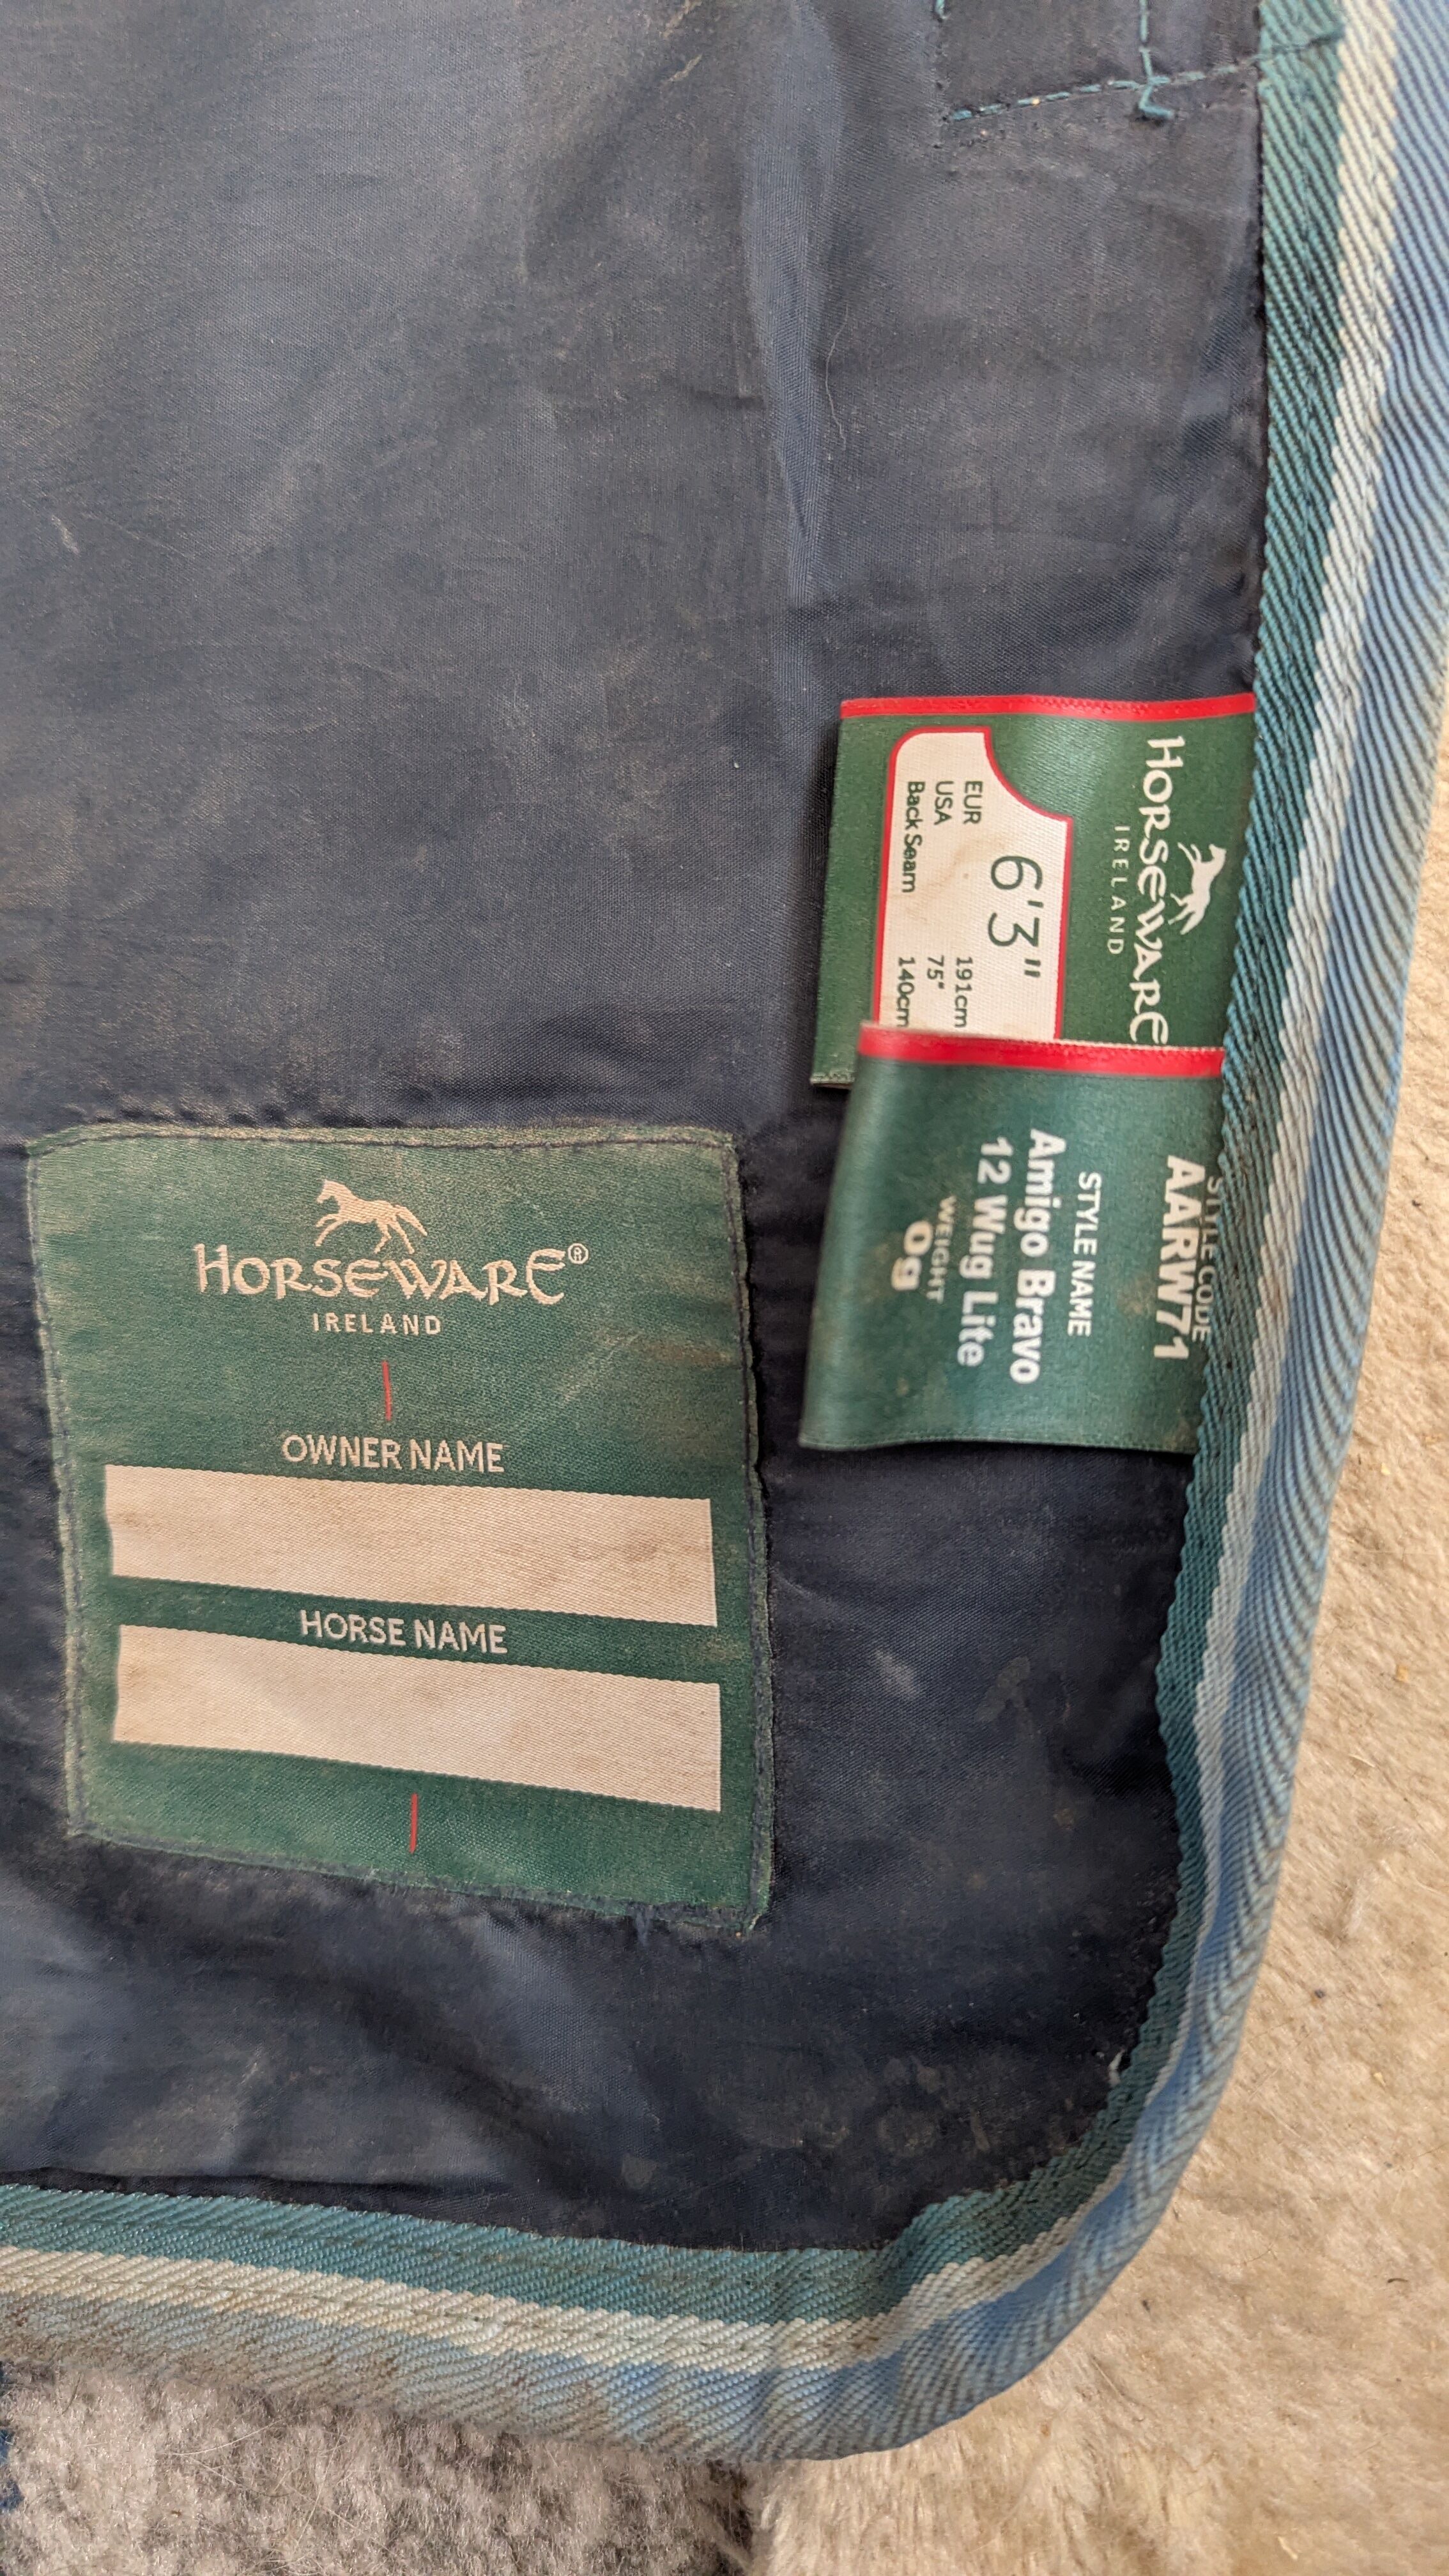 HORSEWARE
IRELAND
6'3"
EUR 191cm
USA 75"
Back Seam 140cm
STYLE CODE
AARW71
STYLE NAME
Amigo Bravo
12 Wug Lite
WEIGHT
0g
HORSEWARE®
IRELAND
OWNER NAME
HORSE NAME